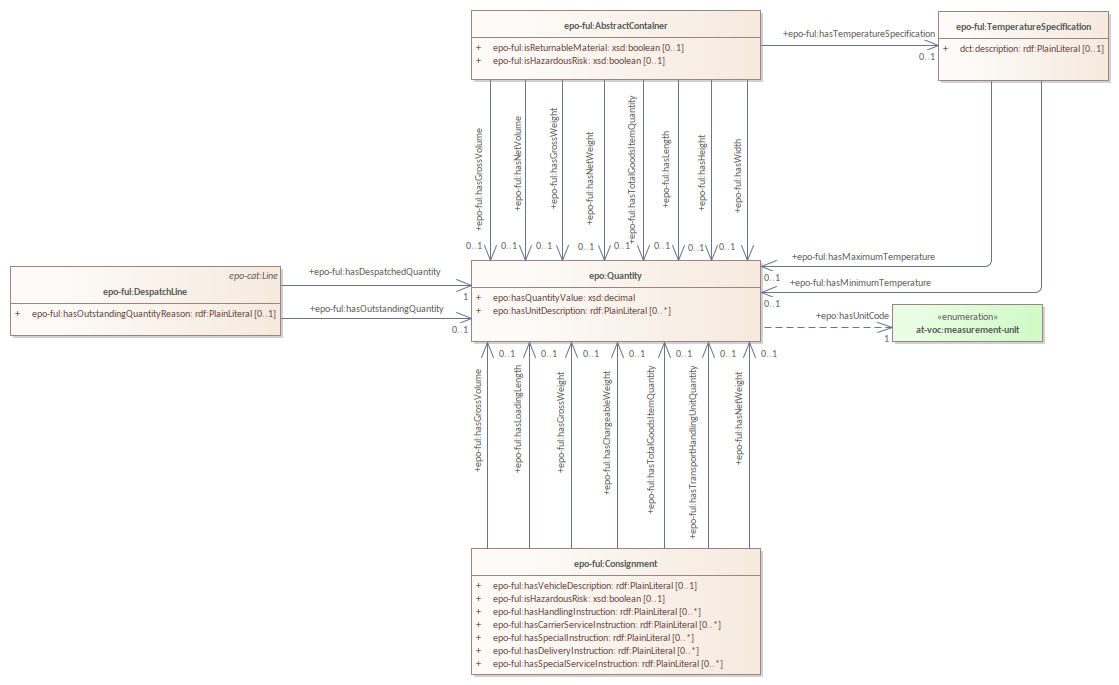 epo-ful:AbstractContainer
+ epo-ful:isReturnableMaterial: xsd:boolean [0..1]
+ epo-ful:isHazardousRisk: xsd:boolean [0..1]
+epo-ful:hasTemperatureSpecification
0..1
epo-ful:TemperatureSpecification
+ dct:description: rdf:PlainLiteral [0..1]
+epo-ful:hasGrossVolume
+epo-ful:hasNetVolume
+epo-ful:hasGrossWeight
+epo-ful:hasNetWeight
+epo-ful:hasTotalGoodsItemQuantity
+epo-ful:hasLength
+epo-ful:hasHeight
+epo-ful:hasWidth
0..1 0..1 0..1 0..1 0..1 0..1 0..1 0..1
+epo-ful:hasMaximumTemperature
0..1
+epo-ful:hasMinimumTemperature
0..1
epo-cat:Line
epo-ful:DespatchLine
+ epo-ful:hasOutstandingQuantityReason: rdf:PlainLiteral [0..1]
+epo-ful:hasDespatchedQuantity
1
+epo-ful:hasOutstandingQuantity
0..1
epo:Quantity
+ epo:hasQuantityValue: xsd:decimal
+ epo:hasUnitDescription: rdf:PlainLiteral [0..*]
+epo:hasUnitCode
1
«enumeration»
at-voc:measurement-unit
0..1 0..1 0..1 0..1 0..1 0..1 0..1
+epo-ful:hasGrossVolume
+epo-ful:hasLoadingLength
+epo-ful:hasGrossWeight
+epo-ful:hasChargeableWeight
+epo-ful:hasTotalGoodsItemQuantity
+epo-ful:hasTransportHandlingUnitQuantity
+epo-ful:hasNetWeight
epo-ful:Consignment
+ epo-ful:hasVehicleDescription: rdf:PlainLiteral [0..1]
+ epo-ful:isHazardousRisk: xsd:boolean [0..1]
+ epo-ful:hasHandlingInstruction: rdf:PlainLiteral [0..*]
+ epo-ful:hasCarrierServiceInstruction: rdf:PlainLiteral [0..*]
+ epo-ful:hasSpecialInstruction: rdf:PlainLiteral [0..*]
+ epo-ful:hasDeliveryInstruction: rdf:PlainLiteral [0..*]
+ epo-ful:hasSpecialServiceInstruction: rdf:PlainLiteral [0..*]